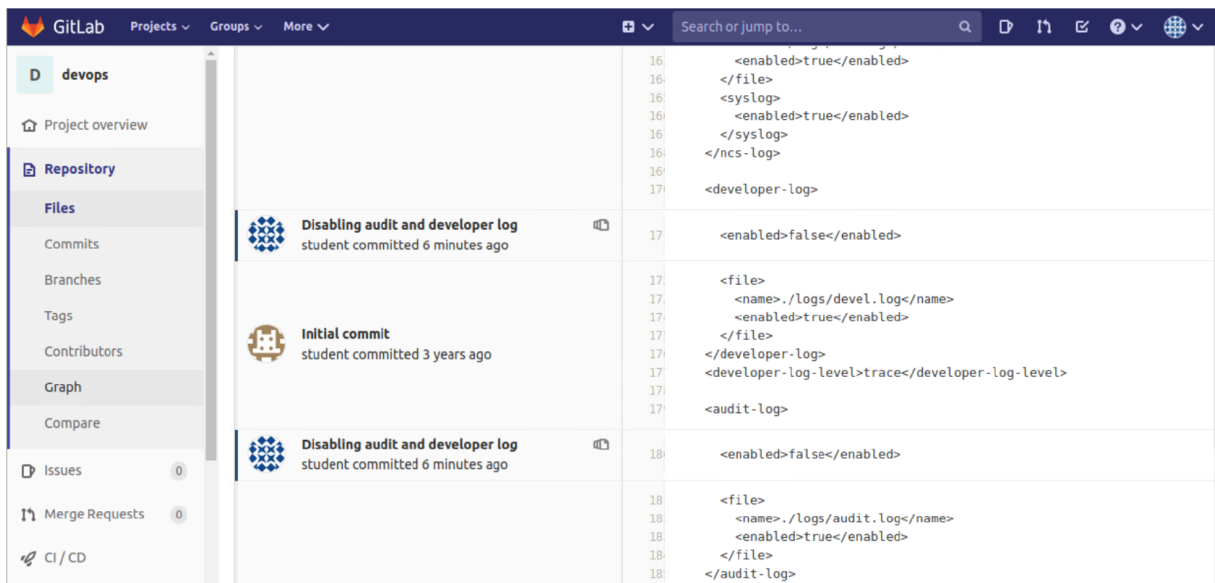 GitLab Projects Groups More Search or jump to...
D devops
Project overview
Repository
Files
Commits
Branches
Tags
Contributors
Graph
Compare
Issues 0
Merge Requests 0
CI / CD
Disabling audit and developer log
student committed 6 minutes ago
Initial commit
student committed 3 years ago
Disabling audit and developer log
student committed 6 minutes ago
<enabled>true</enabled>
</file>
<syslog>
<enabled>true</enabled>
</syslog>
</ncs-log>
<developer-log>
<enabled>false</enabled>
<file>
<name>./logs/devel.log</name>
<enabled>true</enabled>
</file>
</developer-log>
<developer-log-level>trace</developer-log-level>
<audit-log>
<enabled>false</enabled>
<file>
<name>./logs/audit.log</name>
<enabled>true</enabled>
</file>
</audit-log>